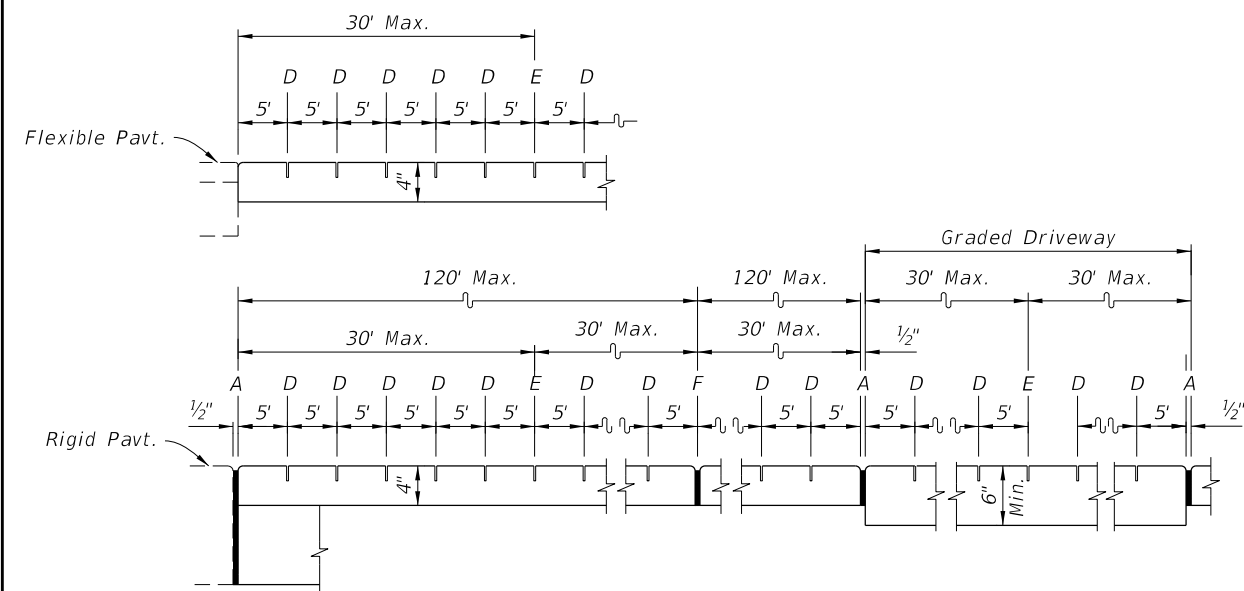 30' Max.
D D D D D E D
5' 5' 5' 5' 5' 5' 5'
Flexible Pavt.
4"
Graded Driveway
120' Max. 120' Max. 30' Max. 30' Max.
30' Max. 30' Max. 30' Max. ½"
A D D D D D E D D F D D A D D E D D A
½" 5' 5' 5' 5' 5' 5' 5' 5' 5' 5' 5' 5' 5' ½"
Rigid Pavt.
4"
6" Min.